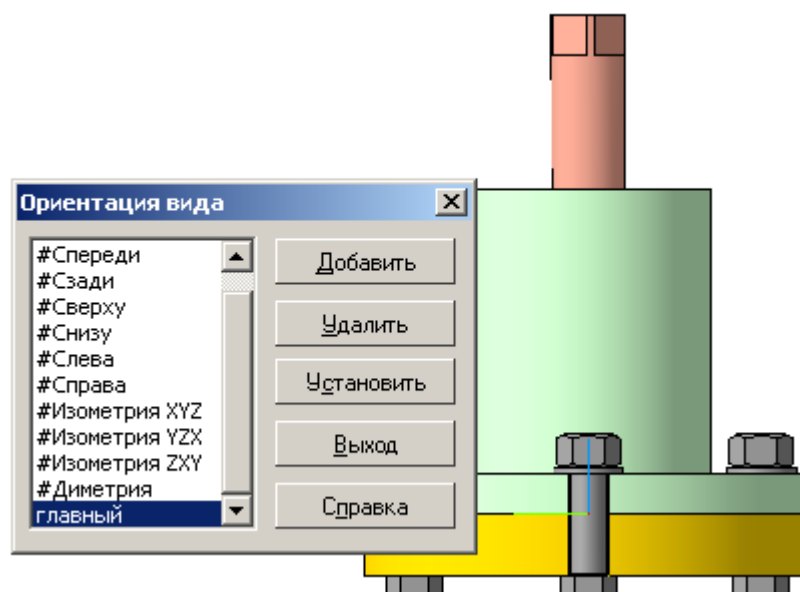 Ориентация вида
#Спереди
#Сзади
#Сверху
#Снизу
#Слева
#Справа
#Изометрия XYZ
#Изометрия YZX
#Изометрия ZXY
#Диметрия
главный
Добавить
Удалить
Установить
Выход
Справка